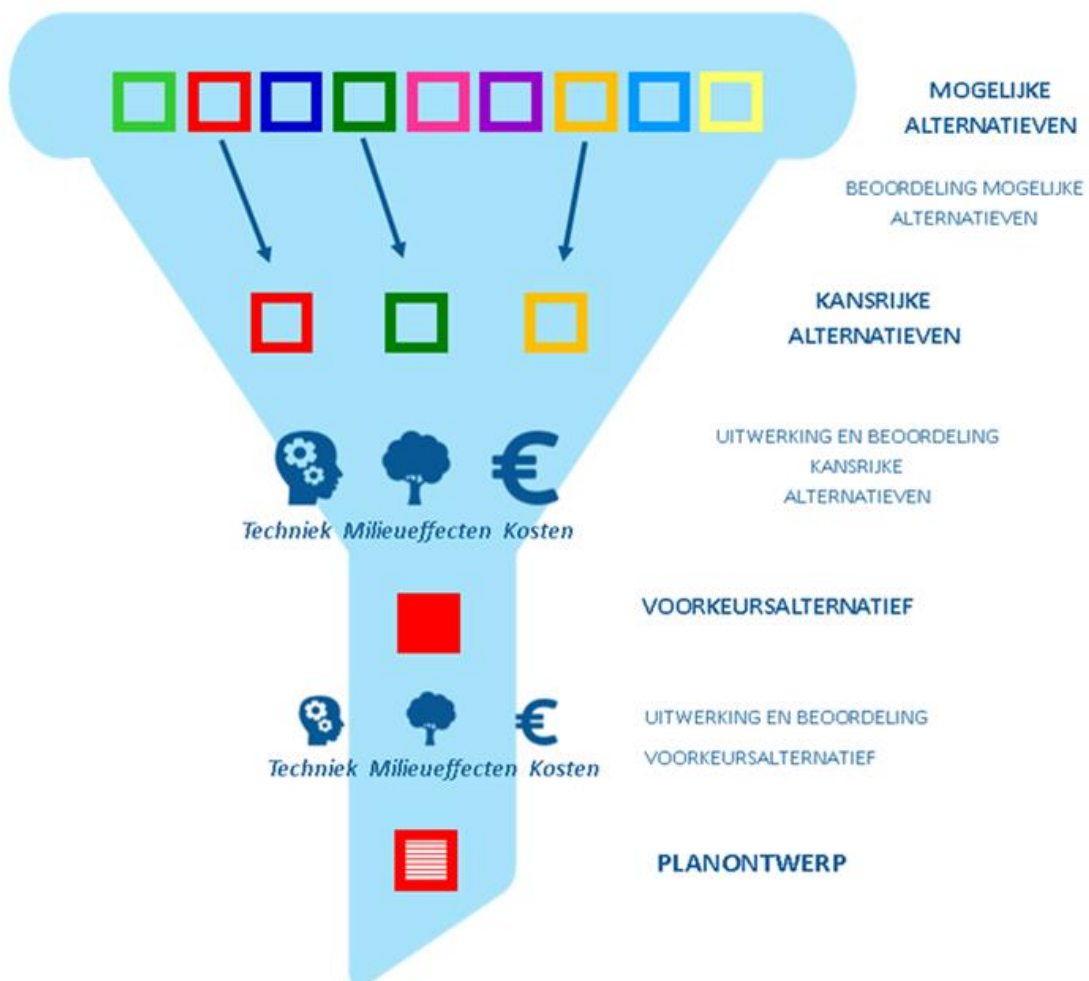 MOGELIJKE
ALTERNATIEVEN
BEOORDELING MOGELIJKE
ALTERNATIEVEN
KANSRIJKE
ALTERNATIEVEN
UITWERKING EN BEOORDELING
KANSRIJKE
ALTERNATIEVEN
Techniek Milieueffecten Kosten
VOORKEURSALTERNATIEF
UITWERKING EN BEOORDELING
VOORKEURSALTERNATIEF
Techniek Milieueffecten Kosten
PLANONTWERP